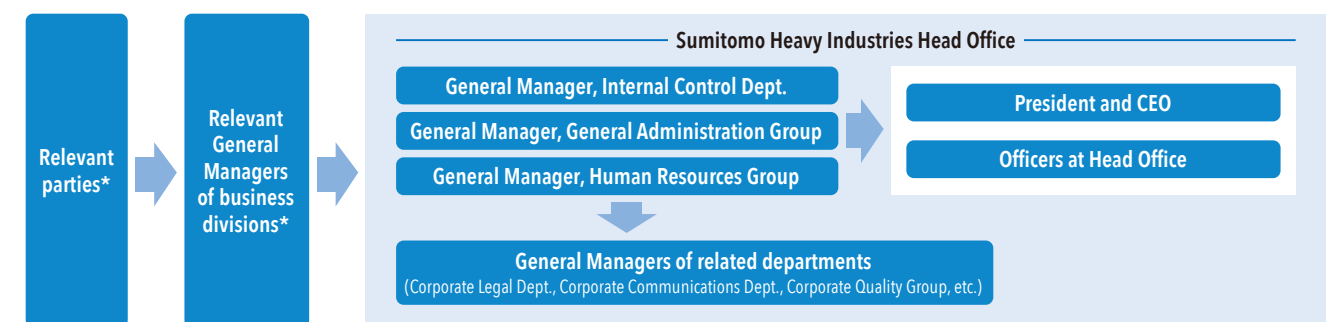 Relevant
parties*
Relevant
General
Managers
of business
divisions*
Sumitomo Heavy Industries Head Office
General Manager, Internal Control Dept.
General Manager, General Administration Group
General Manager, Human Resources Group
President and CEO
Officers at Head Office
General Managers of related departments
(Corporate Legal Dept., Corporate Communications Dept., Corporate Quality Group, etc.)